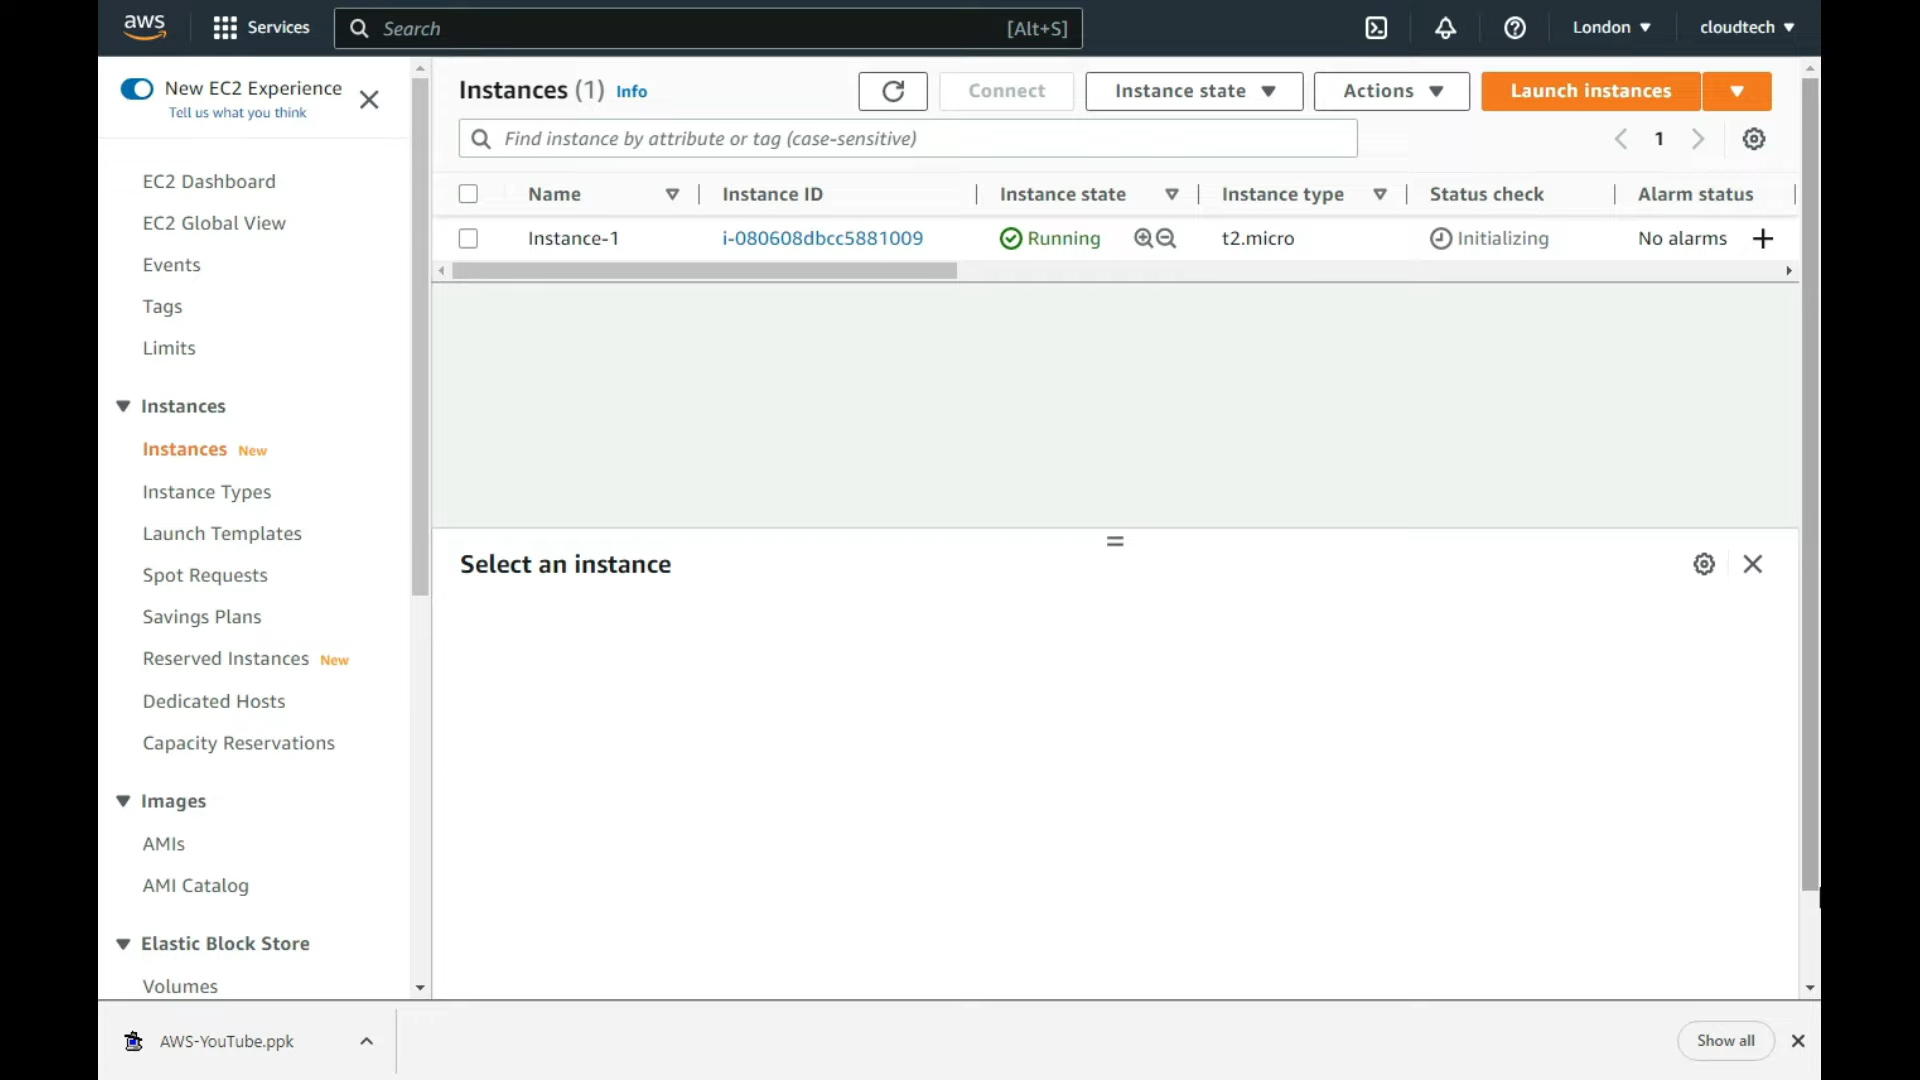 aws
Services
Search
[Alt+S]
London
cloudtech
New EC2 Experience
Tell us what you think
EC2 Dashboard
EC2 Global View
Events
Tags
Limits
Instances
Instances New
Instance Types
Launch Templates
Spot Requests
Savings Plans
Reserved Instances New
Dedicated Hosts
Capacity Reservations
Images
AMIs
AMI Catalog
Elastic Block Store
Volumes
Instances (1) Info
Connect
Instance state
Actions
Launch instances
Find instance by attribute or tag (case-sensitive)
1
Name
Instance ID
Instance state
Instance type
Status check
Alarm status
Instance-1
i-080608dbcc5881009
Running
t2.micro
Initializing
No alarms
Select an instance
AWS-YouTube.ppk
Show all